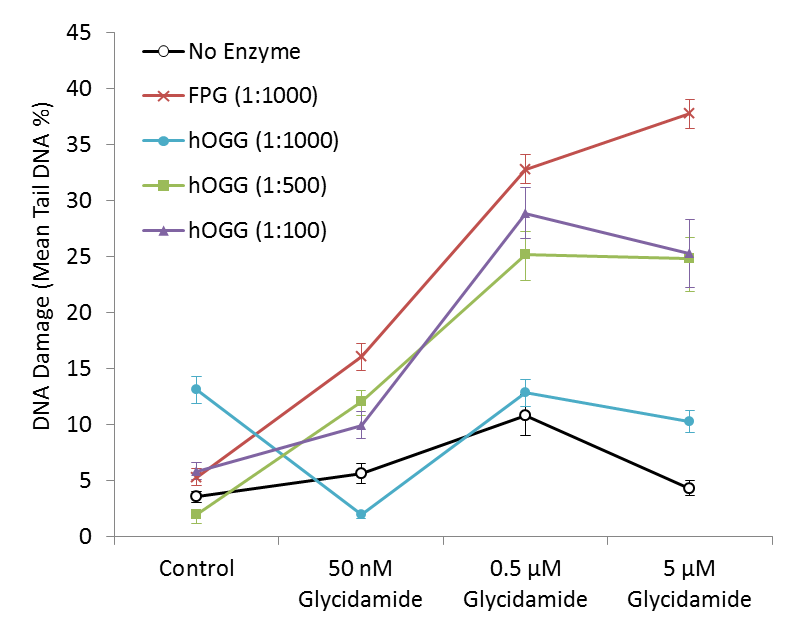 45
40
35
30
25
20
15
10
5
0
DNA Damage (Mean Tail DNA %)
No Enzyme
FPG (1:1000)
hOGG (1:1000)
hOGG (1:500)
hOGG (1:100)
Control
50 nM
Glycidamide
0.5 µM
Glycidamide
5 µM
Glycidamide